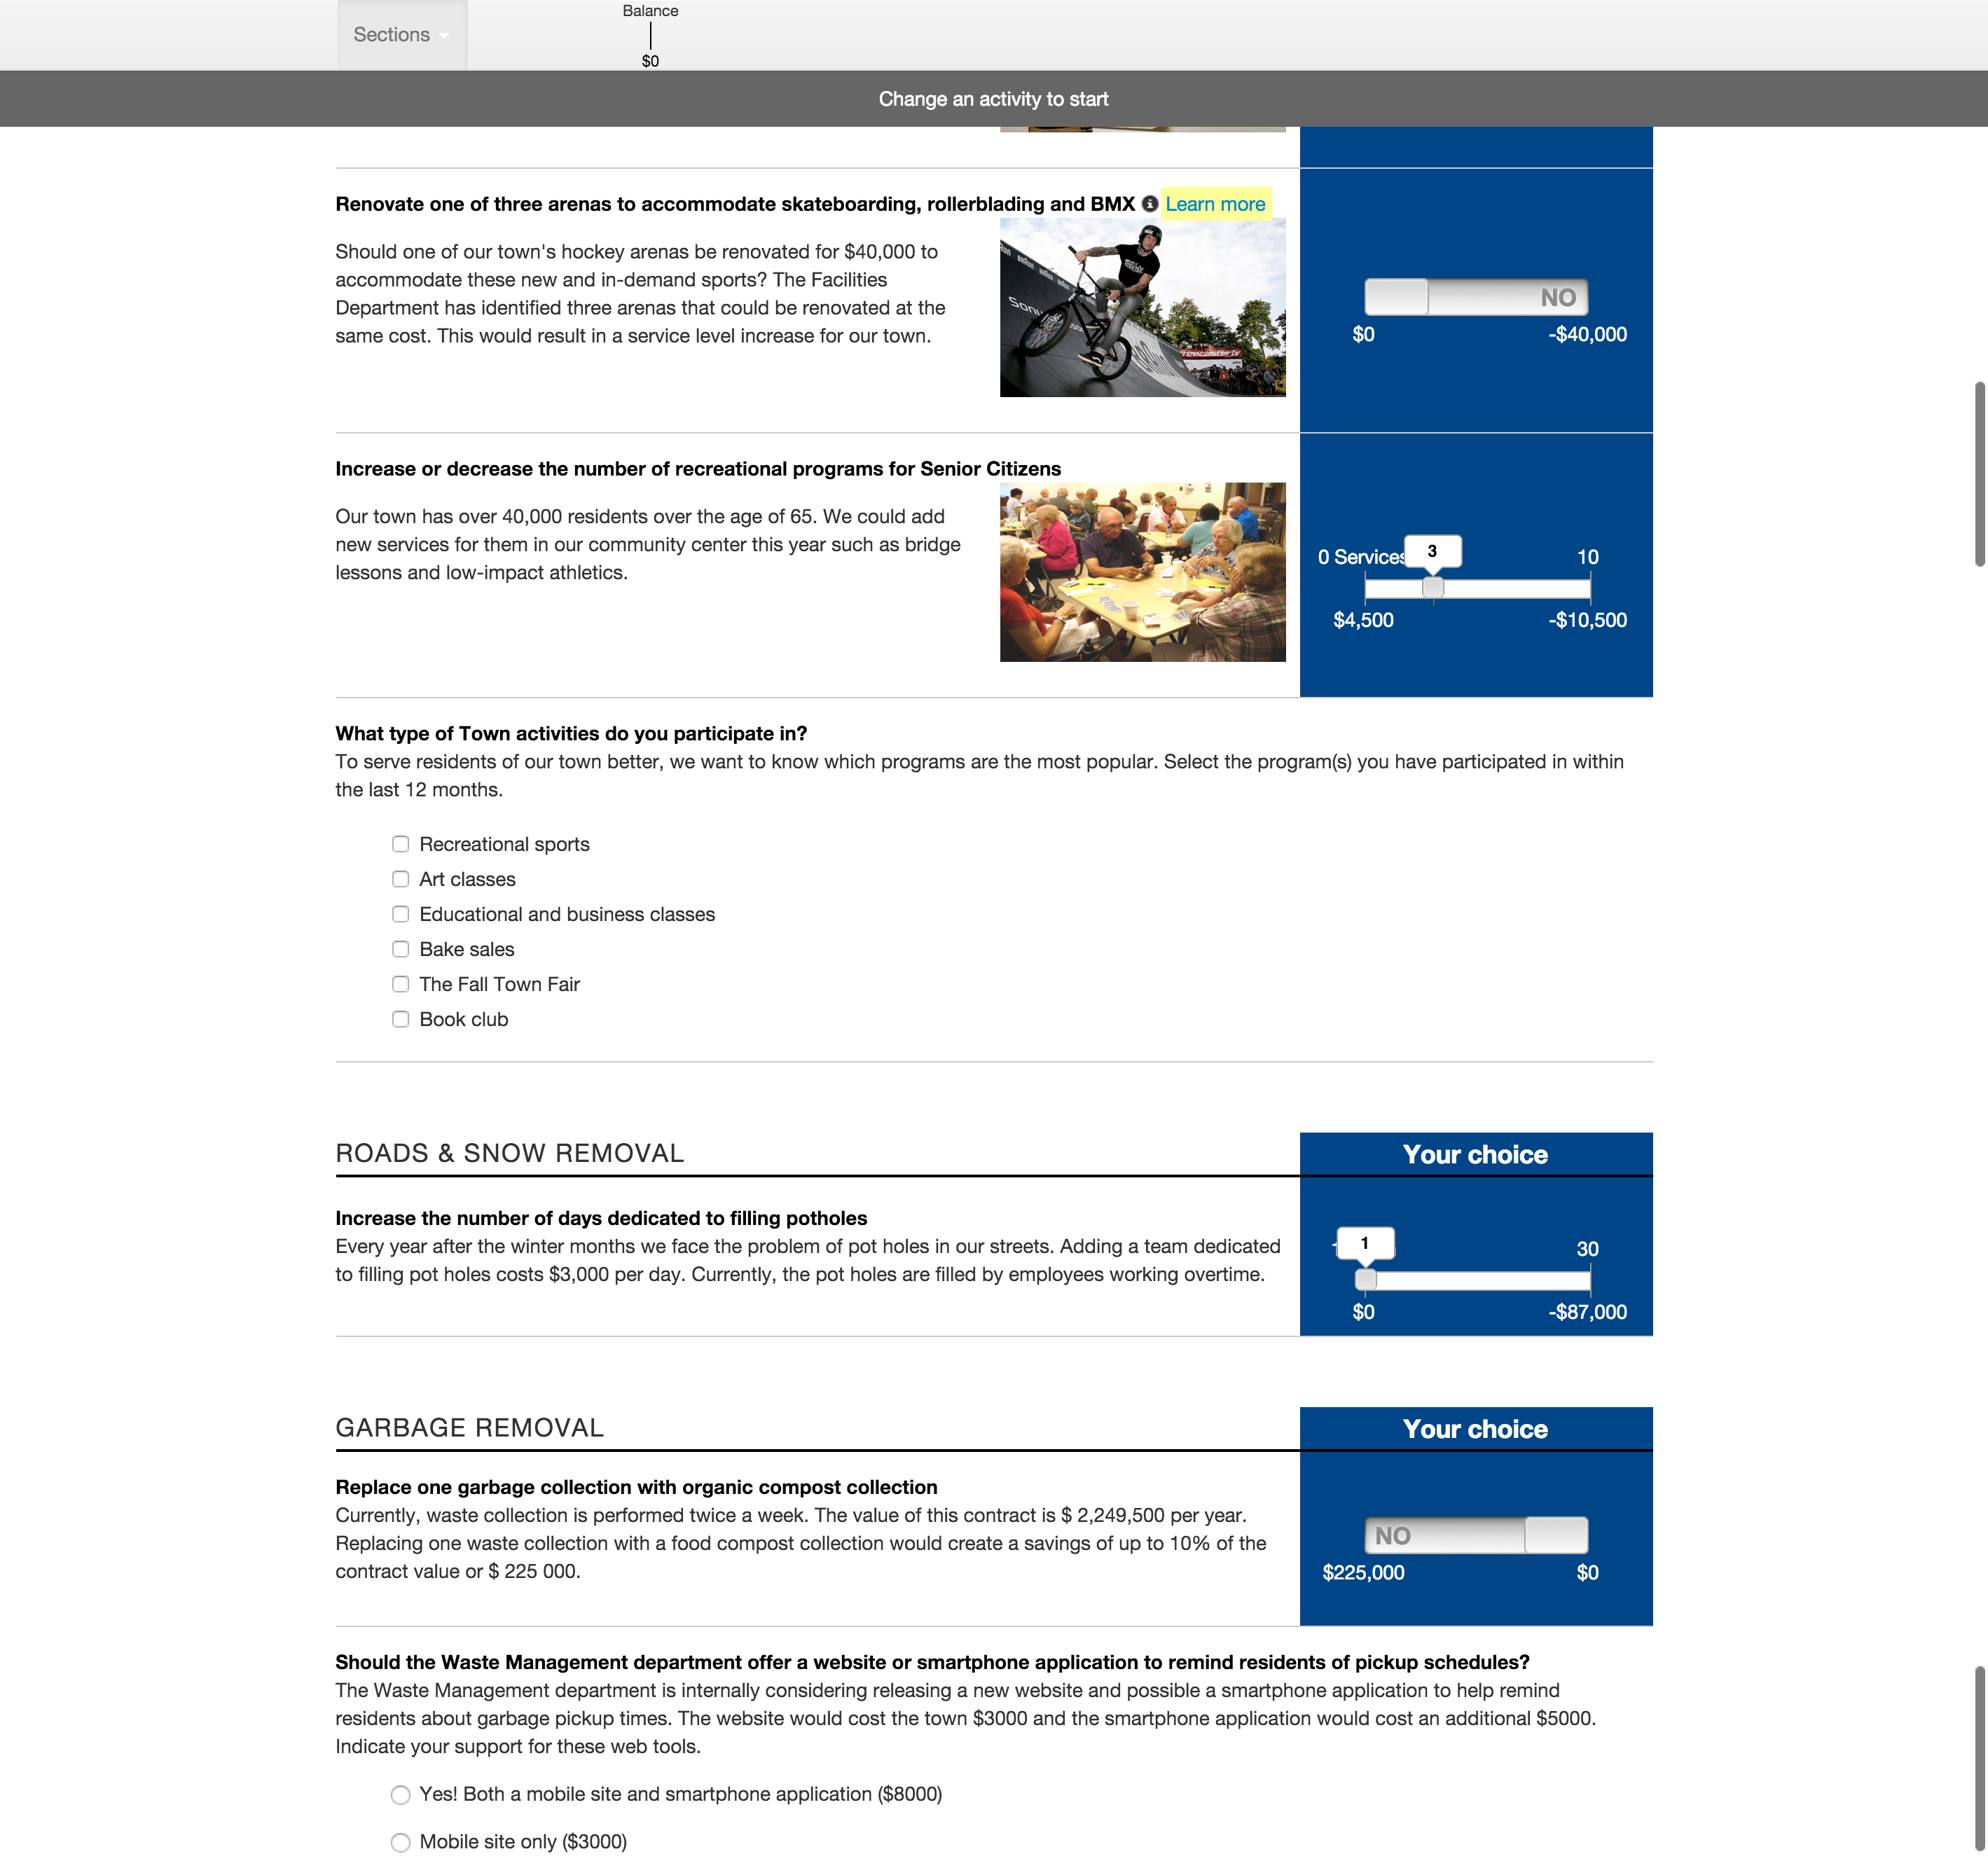 Sections
Balance
$0
Change an activity to start
Renovate one of three arenas to accommodate skateboarding, rollerblading and BMX i Learn more
Should one of our town's hockey arenas be renovated for $40,000 to
accommodate these new and in-demand sports? The Facilities
Department has identified three arenas that could be renovated at the
same cost. This would result in a service level increase for our town.
NO
$0 -$40,000
Increase or decrease the number of recreational programs for Senior Citizens
Our town has over 40,000 residents over the age of 65. We could add
new services for them in our community center this year such as bridge
lessons and low-impact athletics.
0 Services 3 10
$4,500 -$10,500
What type of Town activities do you participate in?
To serve residents of our town better, we want to know which programs are the most popular. Select the program(s) you have participated in within
the last 12 months.
Recreational sports
Art classes
Educational and business classes
Bake sales
The Fall Town Fair
Book club
ROADS & SNOW REMOVAL
Your choice
Increase the number of days dedicated to filling potholes
Every year after the winter months we face the problem of pot holes in our streets. Adding a team dedicated
to filling pot holes costs $3,000 per day. Currently, the pot holes are filled by employees working overtime.
1 30
$0 -$87,000
GARBAGE REMOVAL
Your choice
Replace one garbage collection with organic compost collection
Currently, waste collection is performed twice a week. The value of this contract is $ 2,249,500 per year.
Replacing one waste collection with a food compost collection would create a savings of up to 10% of the
contract value or $ 225 000.
NO
$225,000 $0
Should the Waste Management department offer a website or smartphone application to remind residents of pickup schedules?
The Waste Management department is internally considering releasing a new website and possible a smartphone application to help remind
residents about garbage pickup times. The website would cost the town $3000 and the smartphone application would cost an additional $5000.
Indicate your support for these web tools.
Yes! Both a mobile site and smartphone application ($8000)
Mobile site only ($3000)